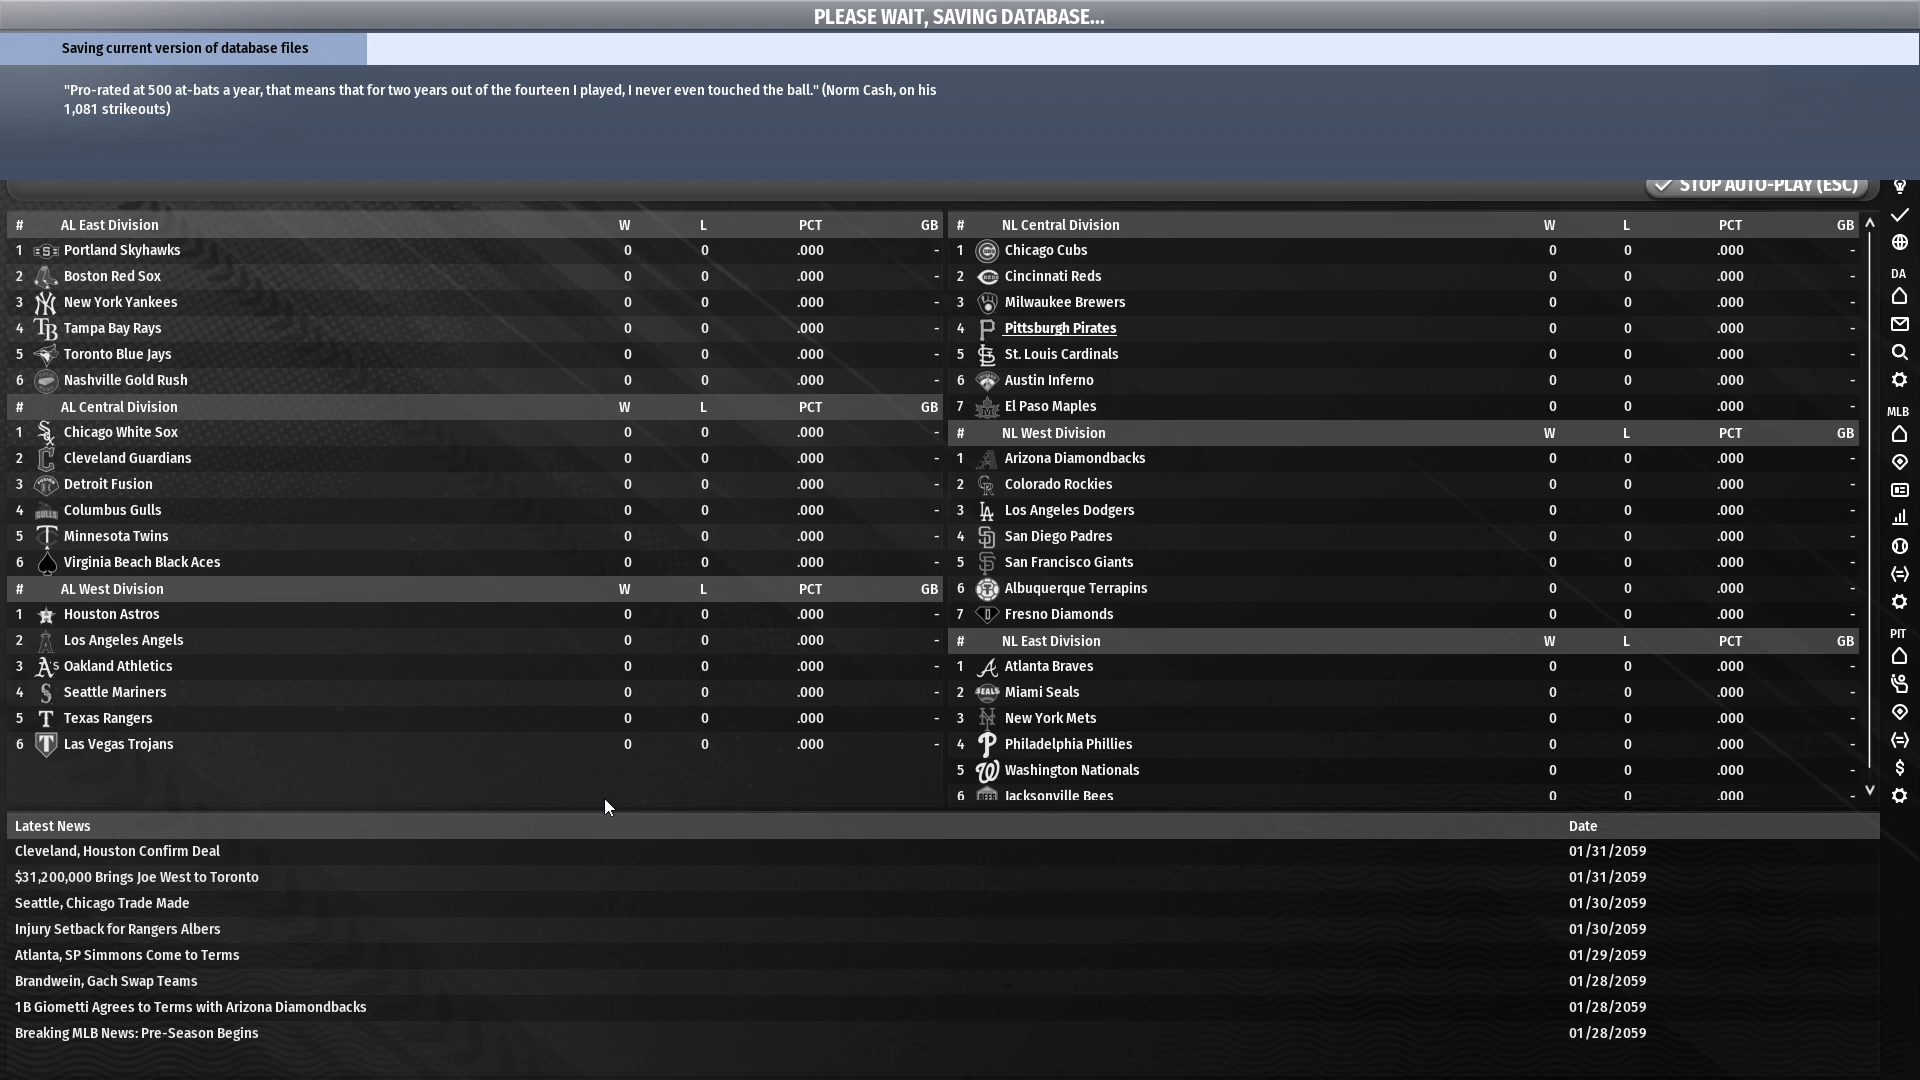 PLEASE WAIT, SAVING DATABASE...
Saving current version of database files
"Pro-rated at 500 at-bats a year, that means that for two years out of the fourteen I played, I never even touched the ball." (Norm Cash, on his
1,081 strikeouts)
STOP AUTO-PLAY (ESC)
# AL East Division W L PCT GB
1 Portland Skyhawks 0 0 .000 -
2 Boston Red Sox 0 0 .000 -
3 New York Yankees 0 0 .000 -
4 Tampa Bay Rays 0 0 .000 -
5 Toronto Blue Jays 0 0 .000 -
6 Nashville Gold Rush 0 0 .000 -
# AL Central Division W L PCT GB
1 Chicago White Sox 0 0 .000 -
2 Cleveland Guardians 0 0 .000 -
3 Detroit Fusion 0 0 .000 -
4 Columbus Gulls 0 0 .000 -
5 Minnesota Twins 0 0 .000 -
6 Virginia Beach Black Aces 0 0 .000 -
# AL West Division W L PCT GB
1 Houston Astros 0 0 .000 -
2 Los Angeles Angels 0 0 .000 -
3 Oakland Athletics 0 0 .000 -
4 Seattle Mariners 0 0 .000 -
5 Texas Rangers 0 0 .000 -
6 Las Vegas Trojans 0 0 .000 -
# NL Central Division W L PCT GB
1 Chicago Cubs 0 0 .000 -
2 Cincinnati Reds 0 0 .000 -
3 Milwaukee Brewers 0 0 .000 -
4 Pittsburgh Pirates 0 0 .000 -
5 St. Louis Cardinals 0 0 .000 -
6 Austin Inferno 0 0 .000 -
7 El Paso Maples 0 0 .000 -
# NL West Division W L PCT GB
1 Arizona Diamondbacks 0 0 .000 -
2 Colorado Rockies 0 0 .000 -
3 Los Angeles Dodgers 0 0 .000 -
4 San Diego Padres 0 0 .000 -
5 San Francisco Giants 0 0 .000 -
6 Albuquerque Terrapins 0 0 .000 -
7 Fresno Diamonds 0 0 .000 -
# NL East Division W L PCT GB
1 Atlanta Braves 0 0 .000 -
2 Miami Seals 0 0 .000 -
3 New York Mets 0 0 .000 -
4 Philadelphia Phillies 0 0 .000 -
5 Washington Nationals 0 0 .000 -
6 Jacksonville Bees 0 0 .000 -
DA
MLB
PIT
Latest News Date
Cleveland, Houston Confirm Deal 01/31/2059
$31,200,000 Brings Joe West to Toronto 01/31/2059
Seattle, Chicago Trade Made 01/30/2059
Injury Setback for Rangers Albers 01/30/2059
Atlanta, SP Simmons Come to Terms 01/29/2059
Brandwein, Gach Swap Teams 01/28/2059
1B Giometti Agrees to Terms with Arizona Diamondbacks 01/28/2059
Breaking MLB News: Pre-Season Begins 01/28/2059